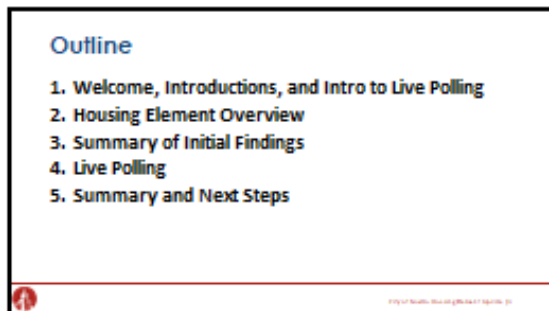 Outline
1. Welcome, Introductions, and Intro to Live Polling
2. Housing Element Overview
3. Summary of Initial Findings
4. Live Polling
5. Summary and Next Steps